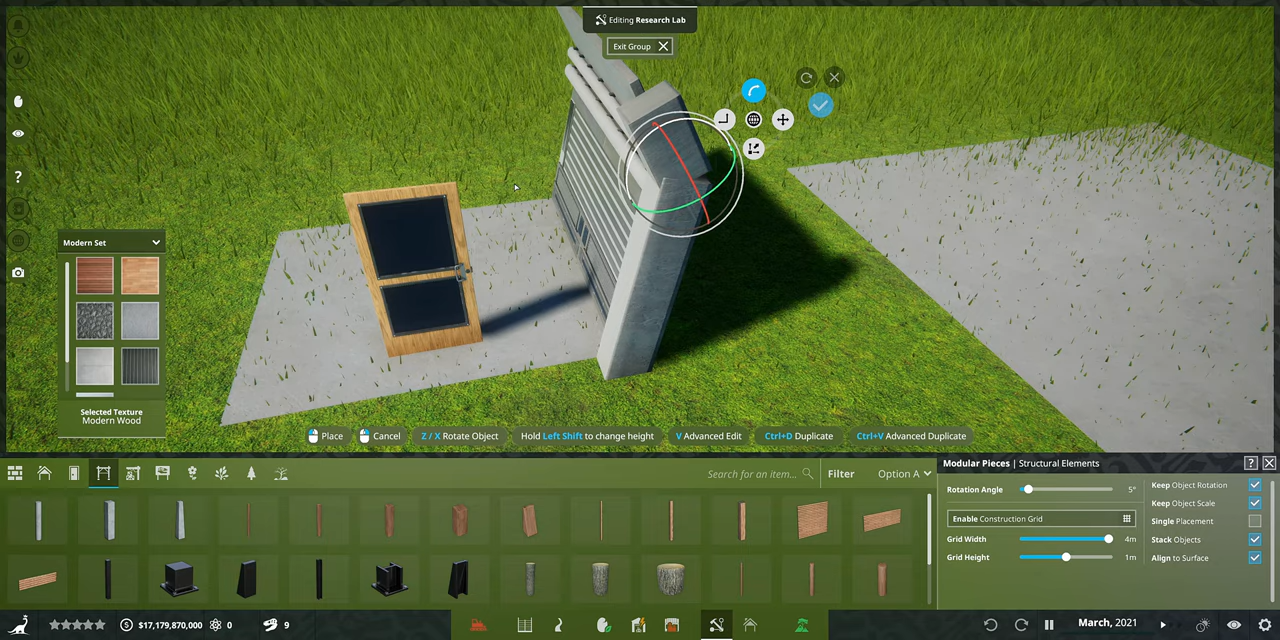 Editing Research Lab
Exit Group
Modern Set
Selected Texture
Modern Wood
Place
Cancel
Z / X Rotate Object
Hold Left Shift to change height
V Advanced Edit
Ctrl+D Duplicate
Ctrl+V Advanced Duplicate
Search for an item...
Filter
Option A
Modular Pieces | Structural Elements
?
Rotation Angle
5°
Enable Construction Grid
Grid Width
4m
Grid Height
1m
Keep Object Rotation
Keep Object Scale
Single Placement
Stack Objects
Align to Surface
$17,179,870,000
0
9
March, 2021